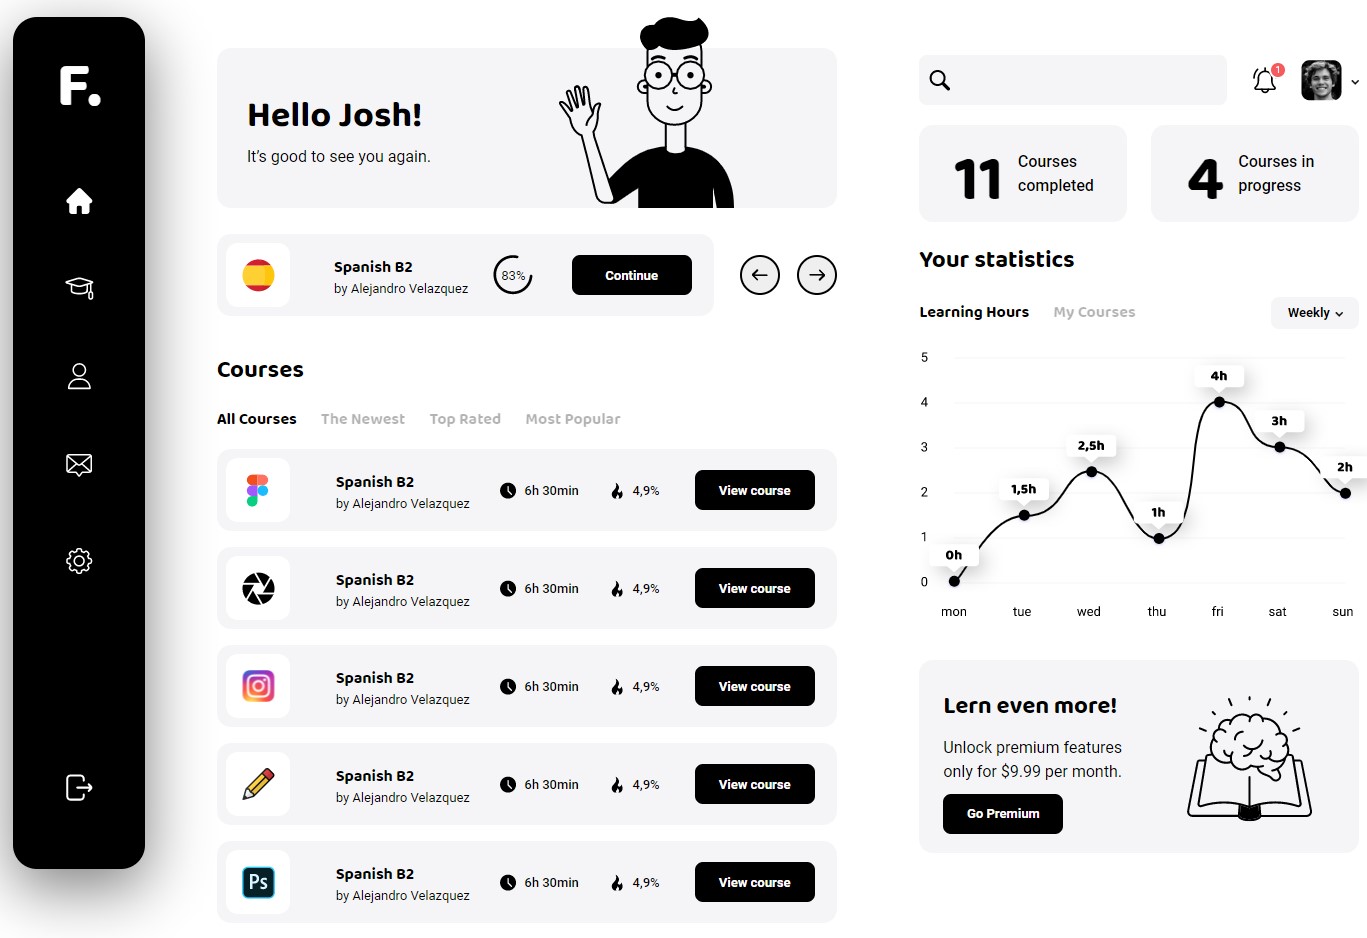 F.
Hello Josh!
It's good to see you again.
Spanish B2
by Alejandro Velazquez
83%
Continue
Courses
All Courses The Newest Top Rated Most Popular
Spanish B2
by Alejandro Velazquez
6h 30min
4,9%
View course
Spanish B2
by Alejandro Velazquez
6h 30min
4,9%
View course
Spanish B2
by Alejandro Velazquez
6h 30min
4,9%
View course
Spanish B2
by Alejandro Velazquez
6h 30min
4,9%
View course
Ps
Spanish B2
by Alejandro Velazquez
6h 30min
4,9%
View course
1
11
Courses
completed
4
Courses in
progress
Your statistics
Learning Hours My Courses
Weekly
5
4
3
2
1
0
0h
1,5h
2,5h
1h
4h
3h
2h
mon tue wed thu fri sat sun
Lern even more!
Unlock premium features
only for $9.99 per month.
Go Premium